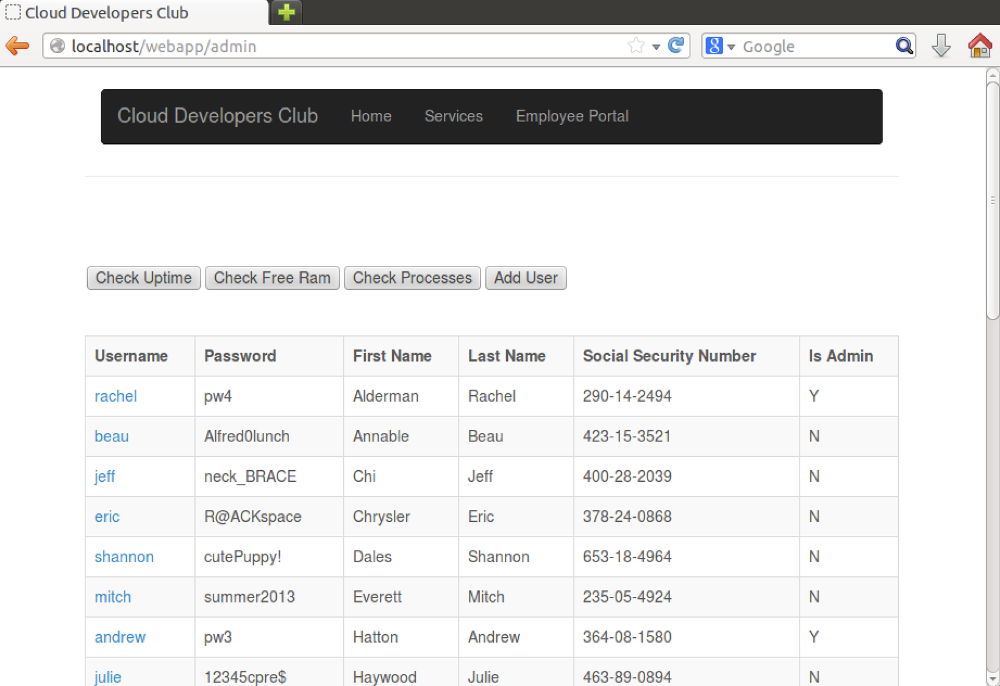 Cloud Developers Club
localhost/webapp/admin
Google
Cloud Developers Club Home Services Employee Portal
Check Uptime Check Free Ram Check Processes Add User
Username Password First Name Last Name Social Security Number Is Admin
rachel pw4 Alderman Rachel 290-14-2494 Y
beau Alfred0lunch Annable Beau 423-15-3521 N
jeff neck_BRACE Chi Jeff 400-28-2039 N
eric R@ACKspace Chrysler Eric 378-24-0868 N
shannon cutePuppy! Dales Shannon 653-18-4964 N
mitch summer2013 Everett Mitch 235-05-4924 N
andrew pw3 Hatton Andrew 364-08-1580 Y
julie 12345cpre$ Haywood Julie 463-89-0894 N